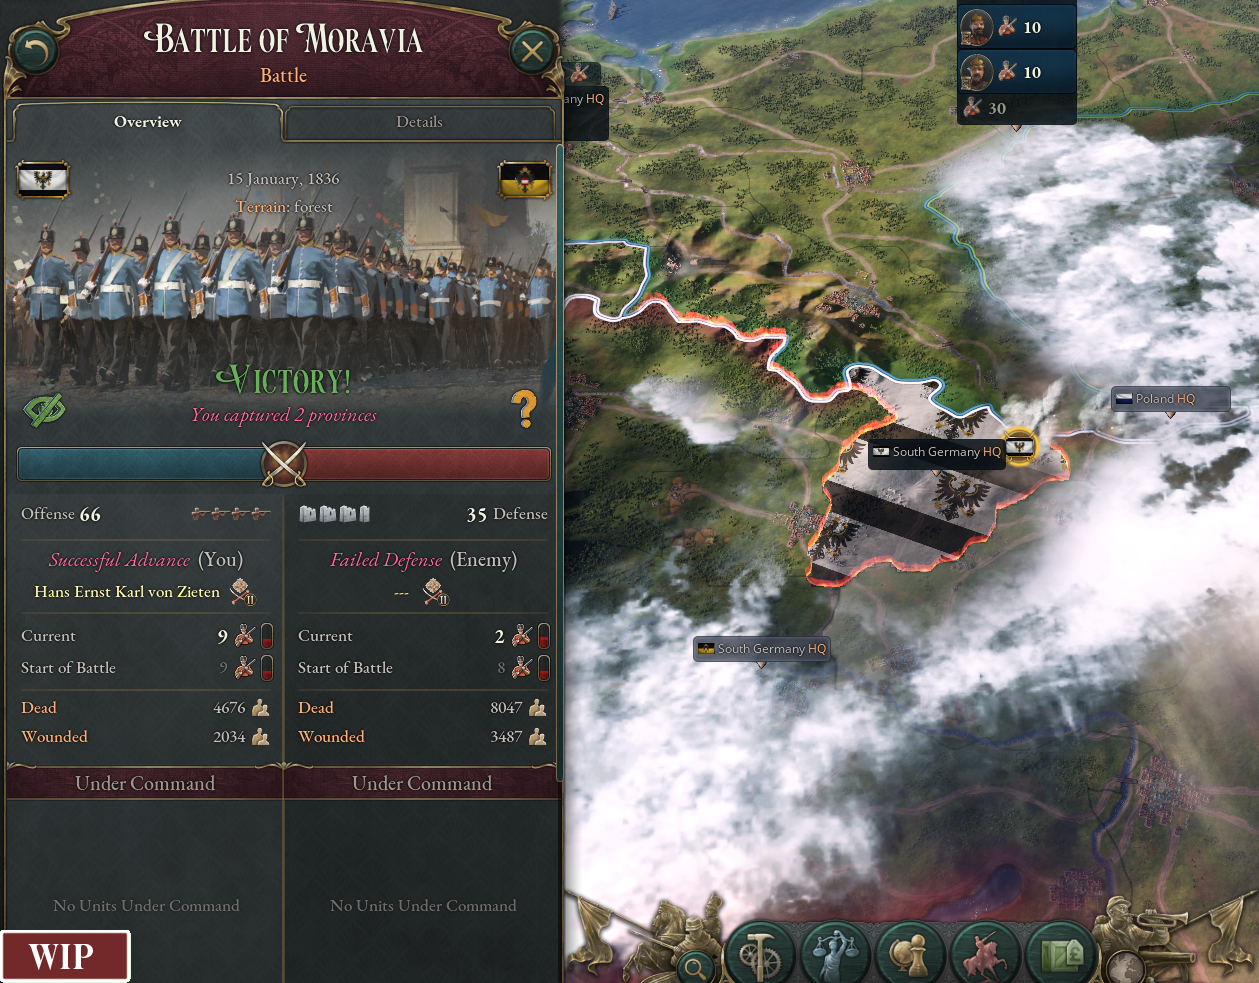 BATTLE OF MORAVIA
Battle
Overview
Details
15 January, 1836
Terrain: forest
VICTORY!
You captured 2 provinces
Offense 66
35 Defense
Successful Advance (You)
Failed Defense (Enemy)
Hans Ernst Karl von Zieten
II
---
II
Current 9
Current 2
Start of Battle 9
Start of Battle 8
Dead 4676
Dead 8047
Wounded 2034
Wounded 3487
Under Command
Under Command
No Units Under Command
No Units Under Command
WIP
any HQ
10
10
30
Poland HQ
South Germany HQ
South Germany HQ